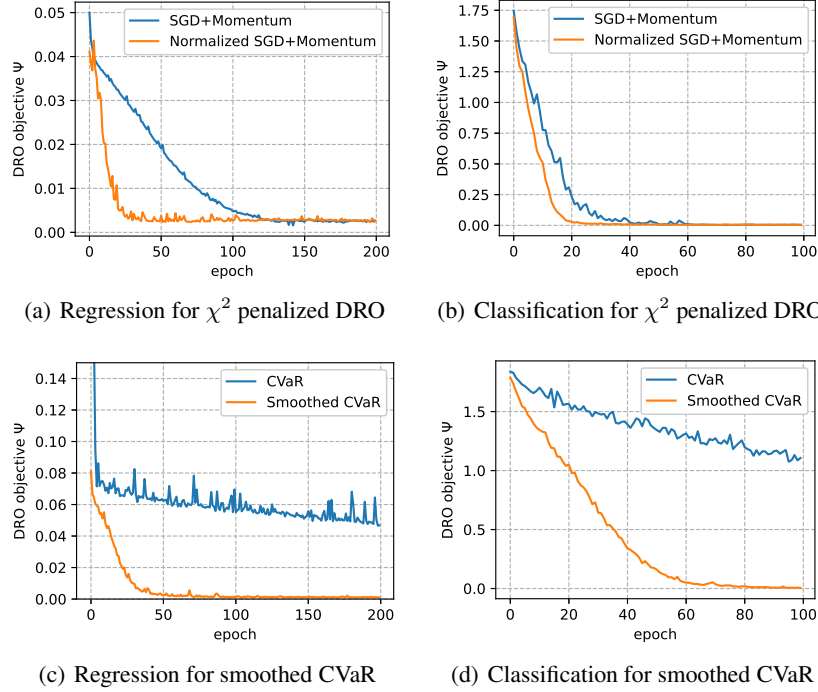 0.05
0.04
0.03
0.02
0.01
0.00
DRO objective Ψ
SGD+Momentum
Normalized SGD+Momentum
0 50 100 150 200
epoch
(a) Regression for χ² penalized DRO
1.75
1.50
1.25
1.00
0.75
0.50
0.25
0.00
DRO objective Ψ
SGD+Momentum
Normalized SGD+Momentum
0 20 40 60 80 100
epoch
(b) Classification for χ² penalized DRO
0.14
0.12
0.10
0.08
0.06
0.04
0.02
0.00
DRO objective Ψ
CVaR
Smoothed CVaR
0 50 100 150 200
epoch
(c) Regression for smoothed CVaR
1.5
1.0
0.5
0.0
DRO objective Ψ
CVaR
Smoothed CVaR
0 20 40 60 80 100
epoch
(d) Classification for smoothed CVaR